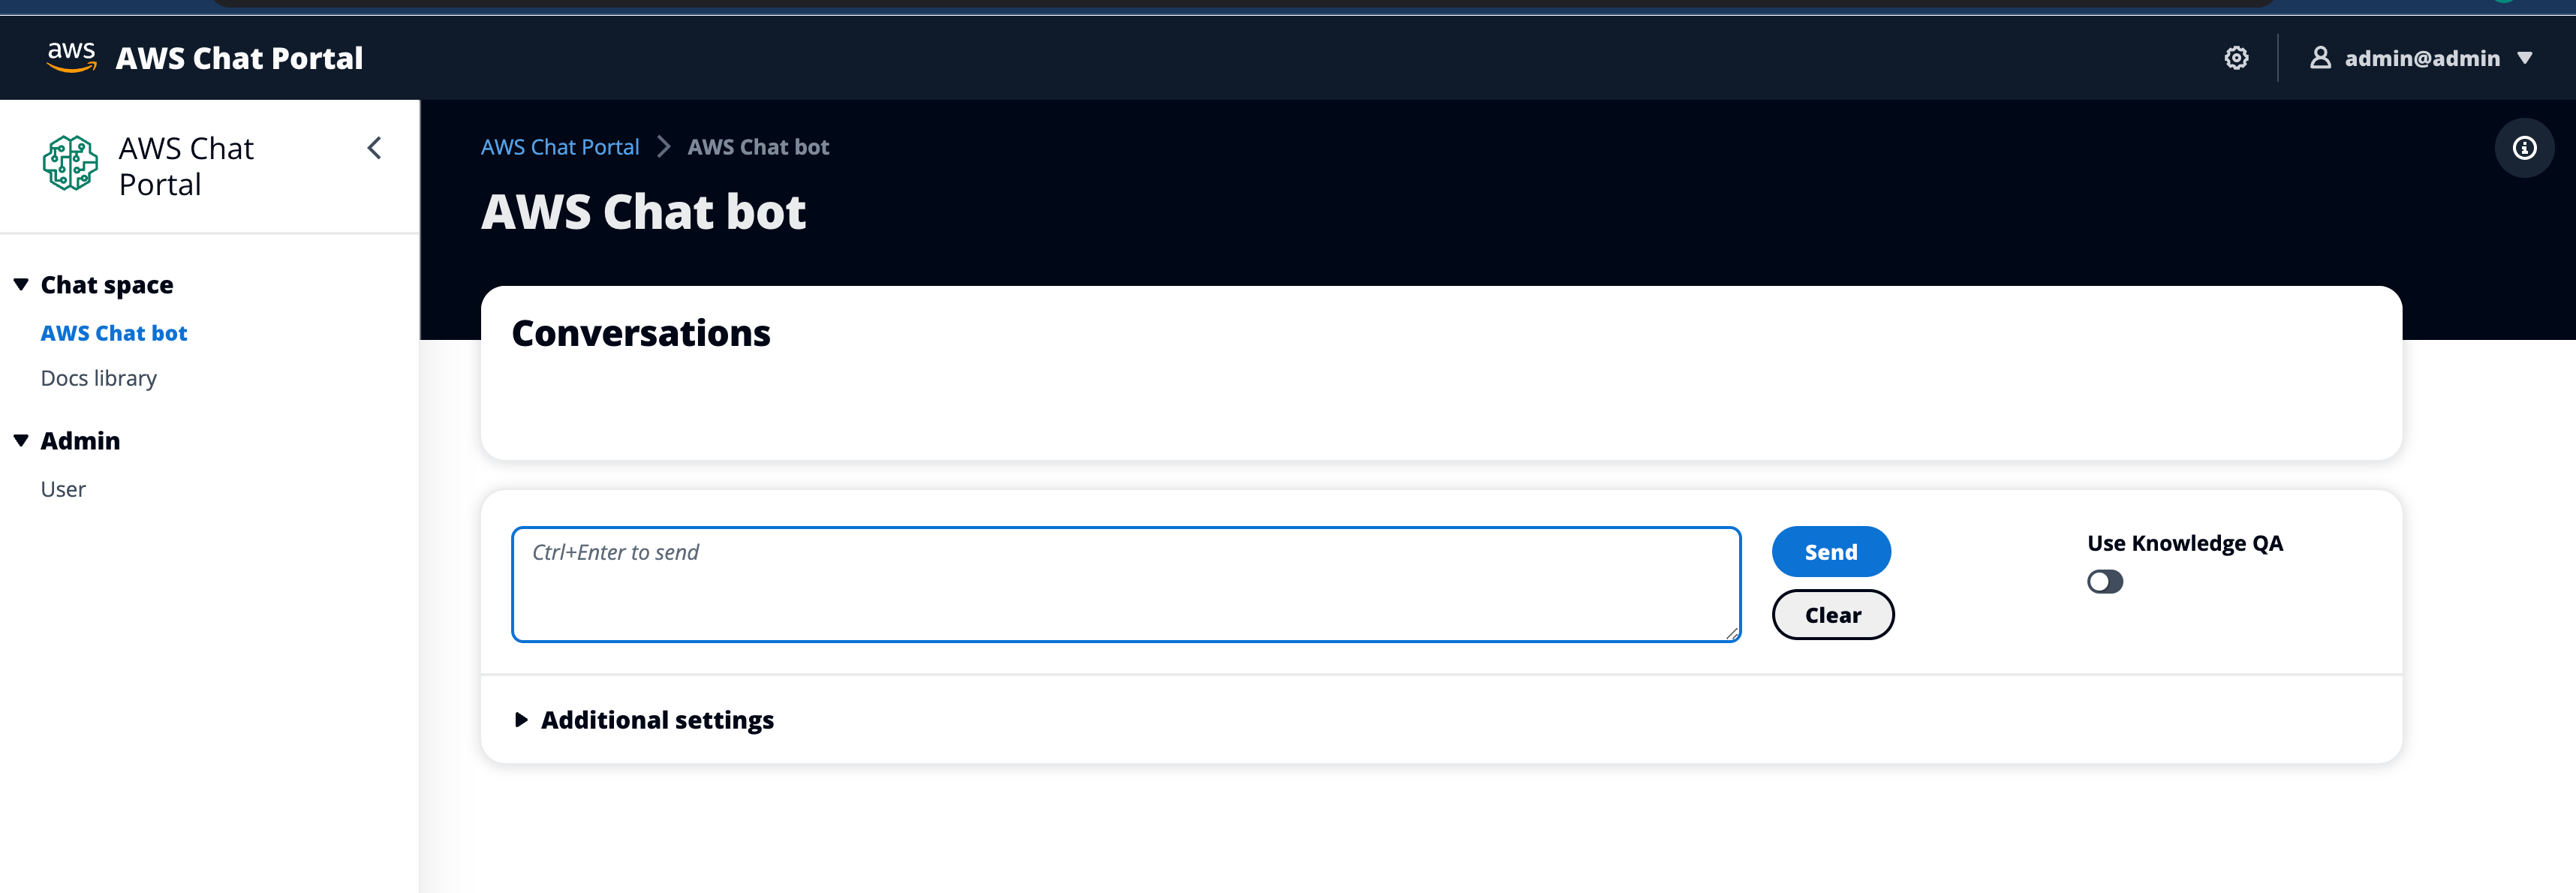 aws AWS Chat Portal
admin@admin
AWS Chat
Portal
Chat space
AWS Chat bot
Docs library
Admin
User
AWS Chat Portal
AWS Chat bot
AWS Chat bot
Conversations
Ctrl+Enter to send
Send
Clear
Use Knowledge QA
Additional settings